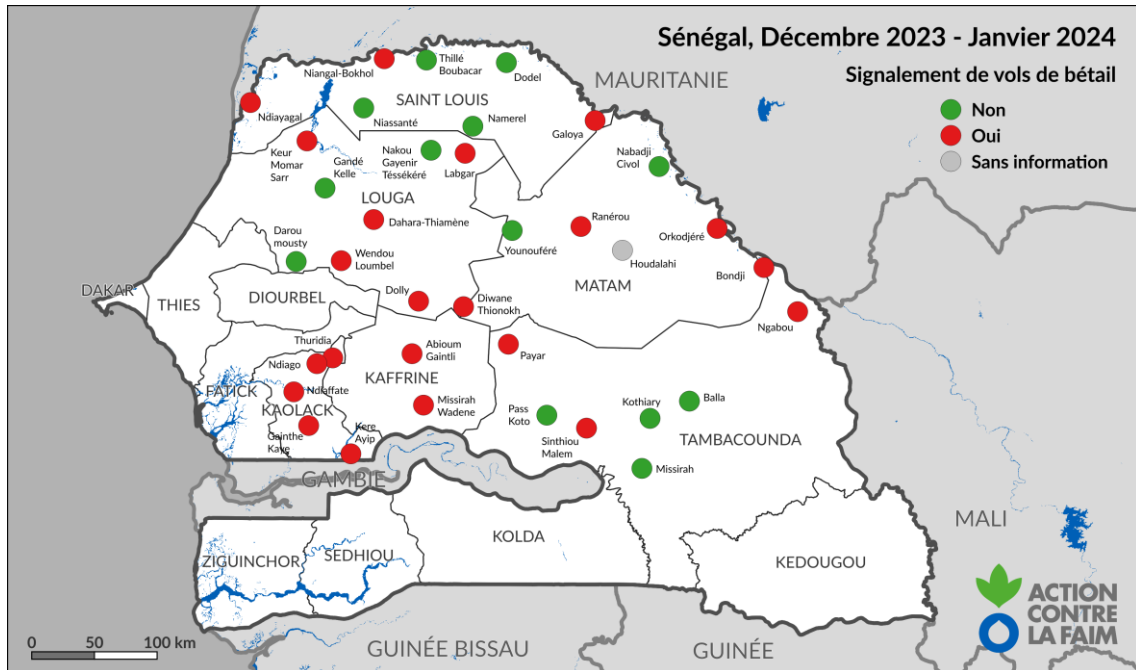 Sénégal, Décembre 2023 - Janvier 2024
Signalement de vols de bétail
Non
Oui
Sans information
MAURITANIE
Niangal-Bokhol
Thillé
Boubacar
Dodel
SAINT LOUIS
Ndiayagal
Niassanté
Namerel
Galoya
Keur
Momar
Sarr
Gandé
Kelle
Nakou
Gayenir
Téssékéré
Labgar
Nabadji
Civol
LOUGA
Dahara-Thiamène
Ranérou
Orkodjéré
Darou
mousty
Wendou
Loumbel
Younouféré
Houdalahi
Bondji
MATAM
DAKAR
THIES
DIOURBEL
Dolly
Diwane
Thionokh
Ngabou
Thuridia
Ndiago
Abioum
Gaintli
Payar
KAFFRINE
FATICK
Ndiaffate
KAOLACK
Missirah
Wadene
Gainthe
Kaye
Kere
Ayip
Pass
Koto
Kothiary
Balla
Sinthiou
Malem
TAMBACOUNDA
Missirah
GAMBIE
MALI
ZIGUINCHOR
SEDHIOU
KOLDA
KEDOUGOU
ACTION
CONTRE
LA FAIM
0 50 100 km
GUINÉE BISSAU
GUINÉE